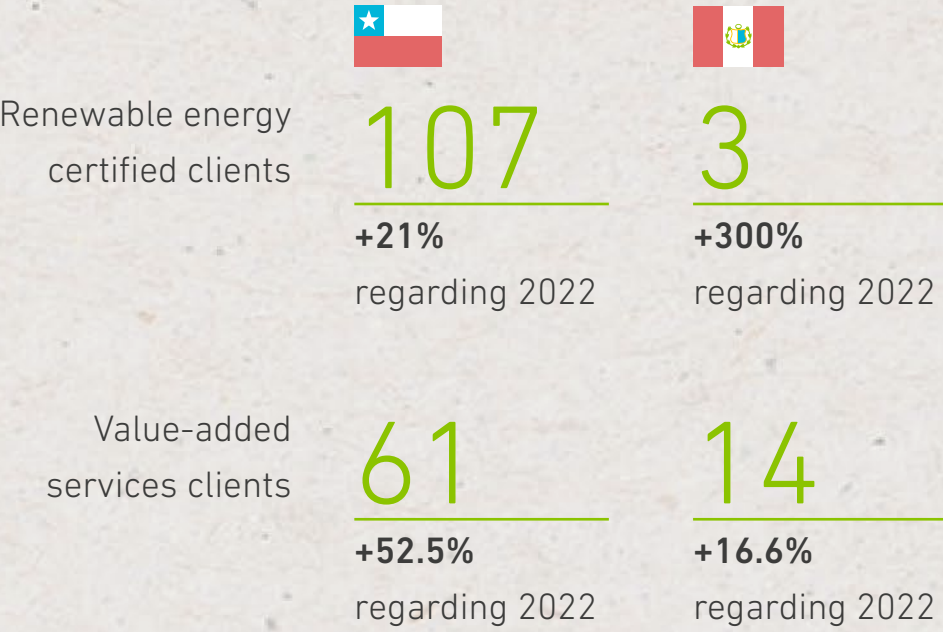 Renewable energy
certified clients
107
+21%
regarding 2022
3
+300%
regarding 2022
Value-added
services clients
61
+52.5%
regarding 2022
14
+16.6%
regarding 2022